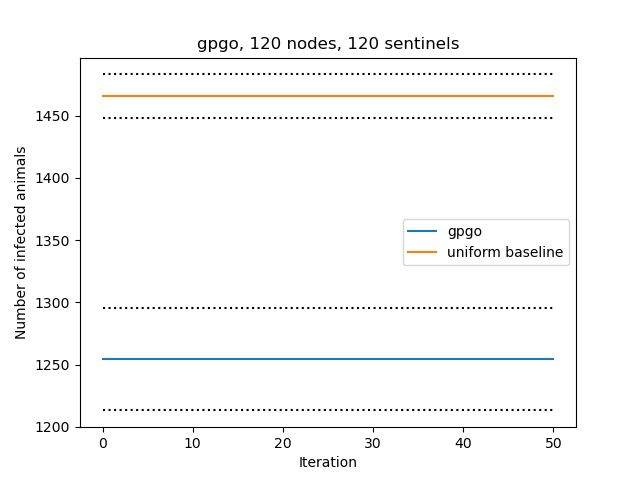 gpgo, 120 nodes, 120 sentinels
Number of infected animals
1450
1400
1350
1300
1250
1200
gpgo
uniform baseline
0 10 20 30 40 50
Iteration